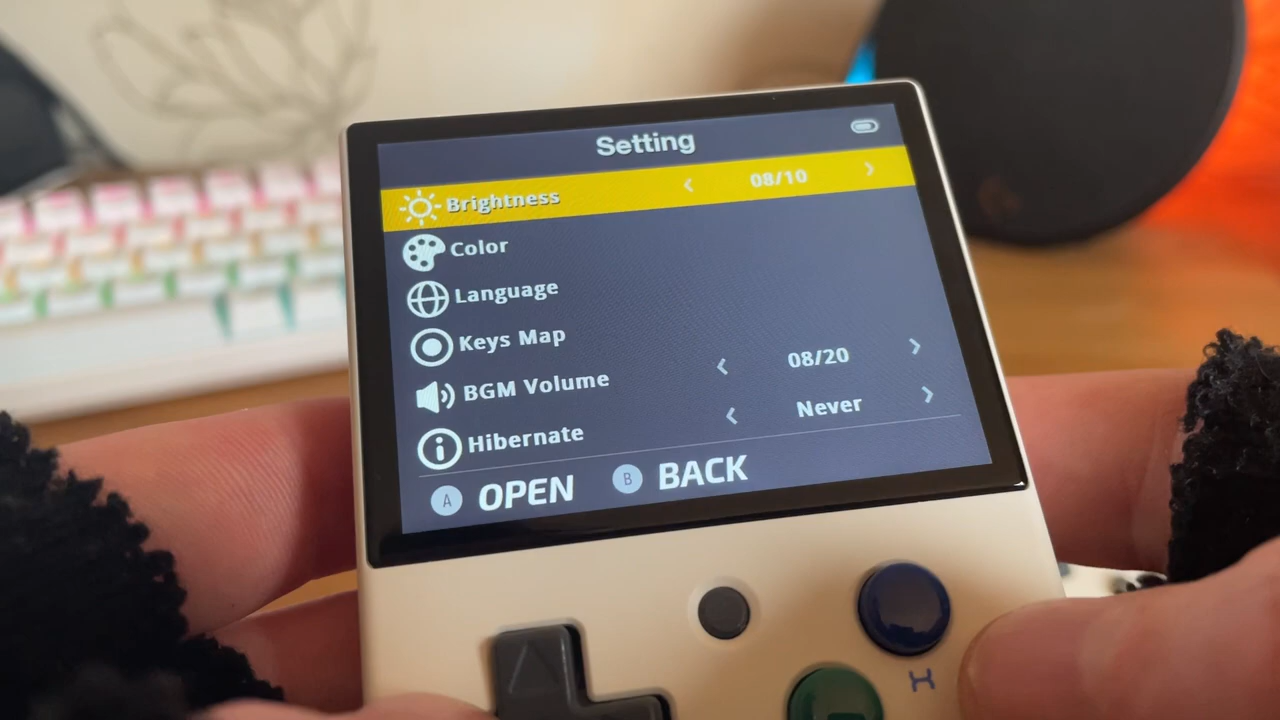 Setting
Brightness < 08/10 >
Color
Language
Keys Map
BGM Volume < 08/20 >
Hibernate < Never >
A OPEN B BACK
X